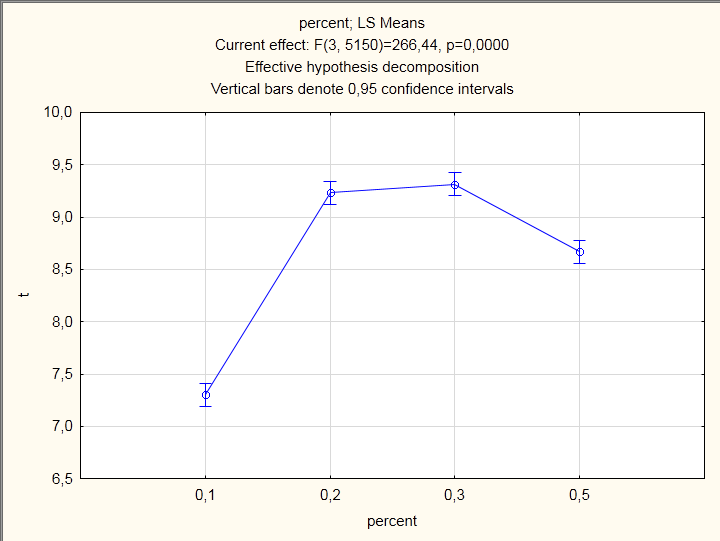 percent; LS Means
Current effect: F(3, 5150)=266,44, p=0,0000
Effective hypothesis decomposition
Vertical bars denote 0,95 confidence intervals
10,0
9,5
9,0
8,5
8,0
7,5
7,0
6,5
t
0,1 0,2 0,3 0,5
percent